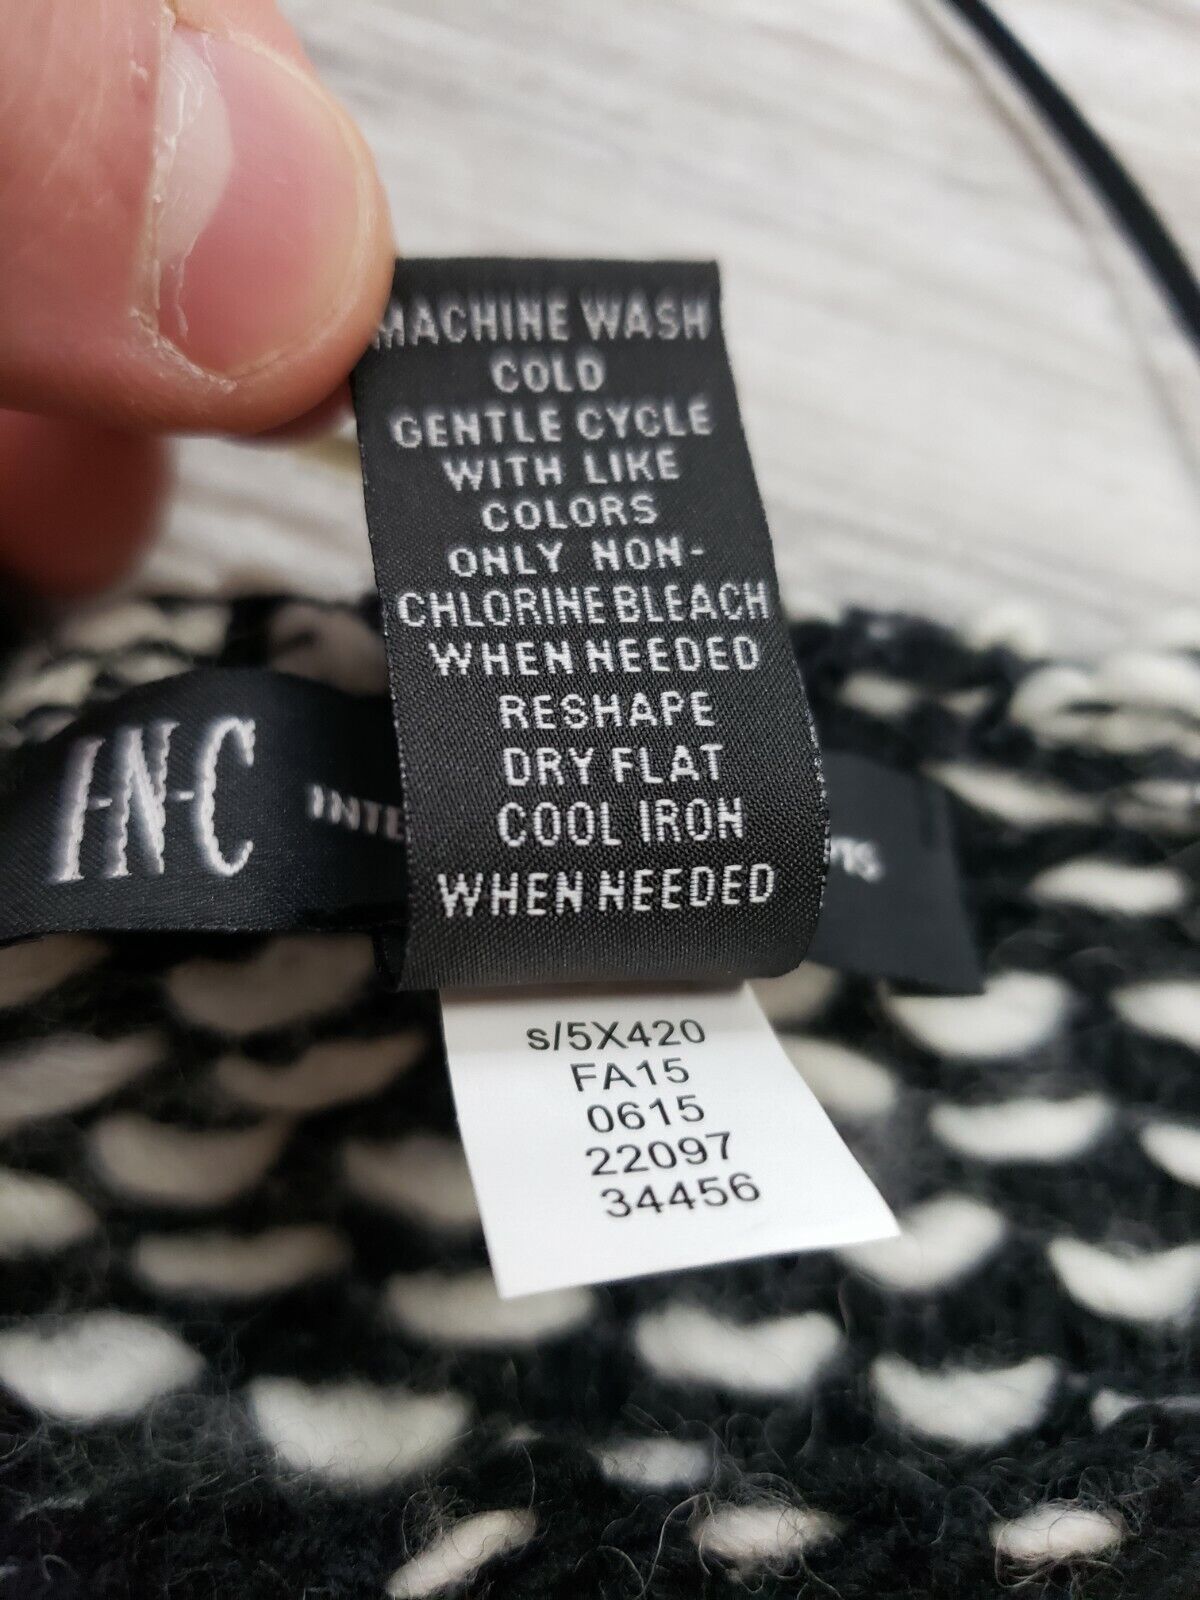 MACHINE WASH
COLD
GENTLE CYCLE
WITH LIKE
COLORS
ONLY NON-
CHLORINE BLEACH
WHEN NEEDED
RESHAPE
DRY FLAT
COOL IRON
WHEN NEEDED
I·N·C
INTE
s/5X420
FA15
0615
22097
34456